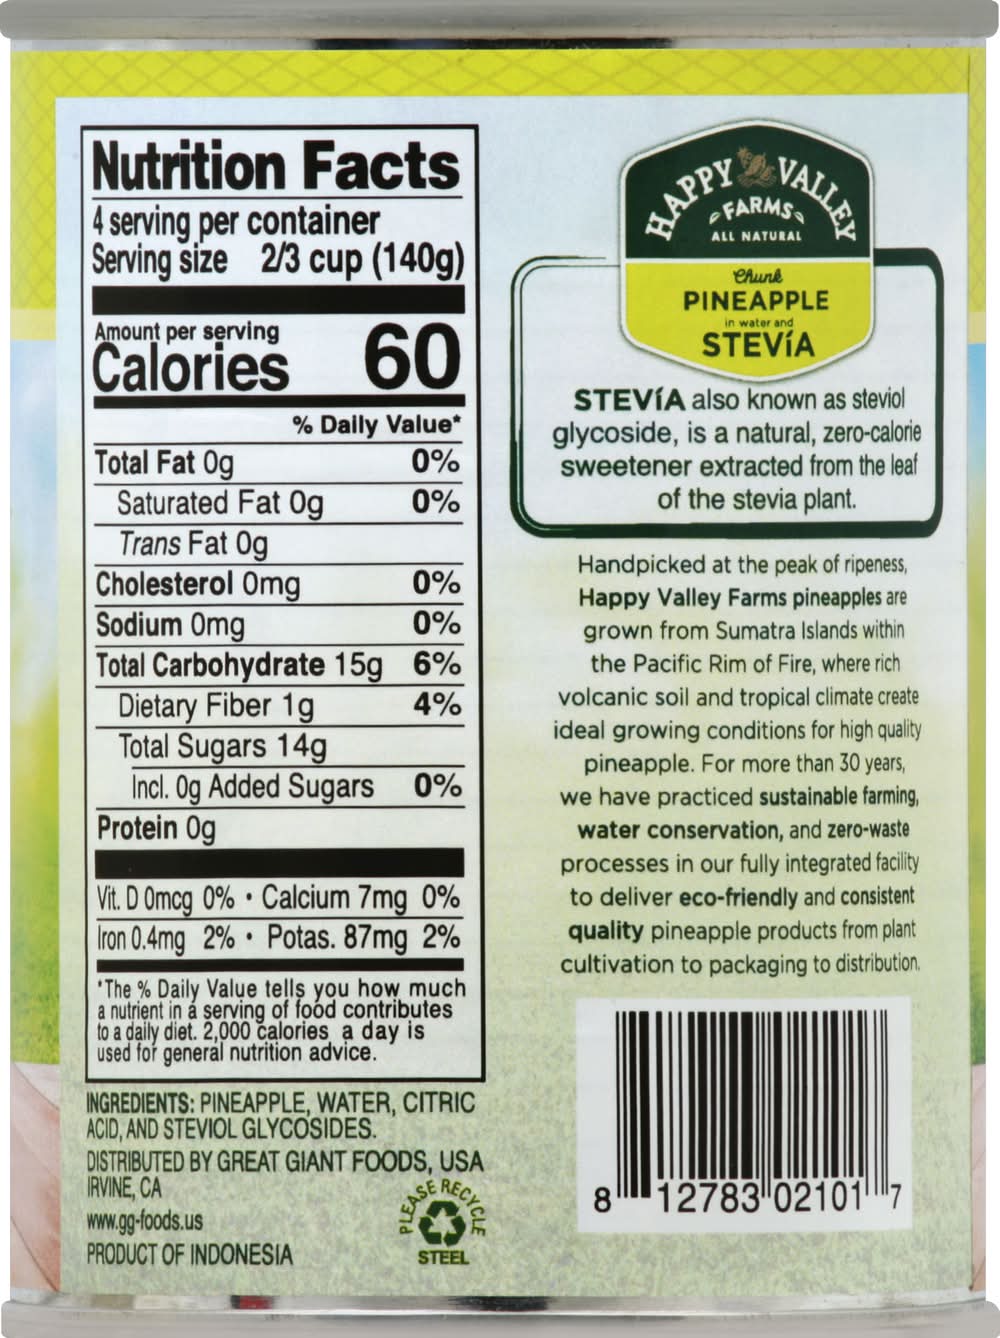 Nutrition Facts
4 serving per container
Serving size 2/3 cup (140g)
Amount per serving
Calories 60
% Daily Value*
Total Fat 0g 0%
Saturated Fat 0g 0%
Trans Fat 0g
Cholesterol 0mg 0%
Sodium 0mg 0%
Total Carbohydrate 15g 6%
Dietary Fiber 1g 4%
Total Sugars 14g
Incl. 0g Added Sugars 0%
Protein 0g
Vit. D 0mcg 0% • Calcium 7mg 0%
Iron 0.4mg 2% • Potas. 87mg 2%
*The % Daily Value tells you how much
a nutrient in a serving of food contributes
to a daily diet. 2,000 calories a day is
used for general nutrition advice.
INGREDIENTS: PINEAPPLE, WATER, CITRIC
ACID, AND STEVIOL GLYCOSIDES.
DISTRIBUTED BY GREAT GIANT FOODS, USA
IRVINE, CA
www.gg-foods.us
PRODUCT OF INDONESIA
PLEASE RECYCLE
STEEL
HAPPY VALLEY
FARMS
ALL NATURAL
Chunk
PINEAPPLE
in water and
STEVíA
STEVíA also known as steviol
glycoside, is a natural, zero-calorie
sweetener extracted from the leaf
of the stevia plant.
Handpicked at the peak of ripeness,
Happy Valley Farms pineapples are
grown from Sumatra Islands within
the Pacific Rim of Fire, where rich
volcanic soil and tropical climate create
ideal growing conditions for high quality
pineapple. For more than 30 years,
we have practiced sustainable farming,
water conservation, and zero-waste
processes in our fully integrated facility
to deliver eco-friendly and consistent
quality pineapple products from plant
cultivation to packaging to distribution.
8 12783 02101 7